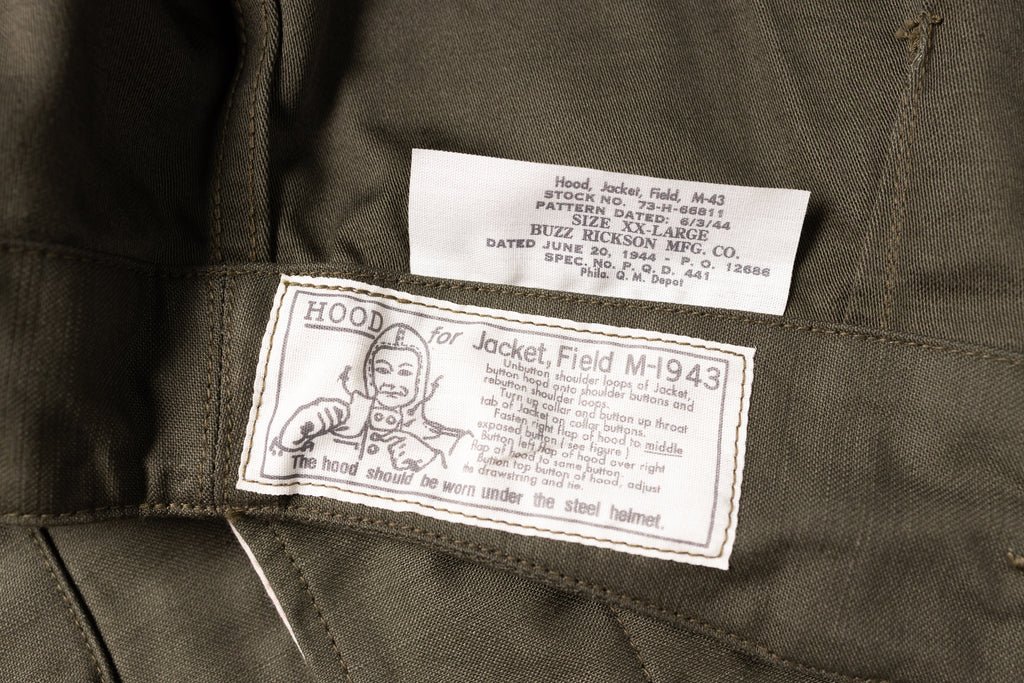 Hood, Jacket, Field, M-43
STOCK NO. 73-H-66811
PATTERN DATED: 6/3/44
SIZE XX-LARGE
BUZZ RICKSON MFG. CO.
DATED JUNE 20, 1944 - P. O. 12686
SPEC. No. P. Q. D. 441
Phila. Q. M. Depot
HOOD for Jacket, Field M-1943
Unbutton shoulder loops of Jacket,
button hood onto shoulder buttons and
rebutton shoulder loops.
Turn up collar and button up throat
tab of Jacket on collar buttons.
Fasten right flap of hood to middle
exposed button (see figure)
Button left flap of hood over right
flap of hood to same button.
Button top button of hood, adjust
the drawstring and tie.
The hood should be worn under the steel helmet.